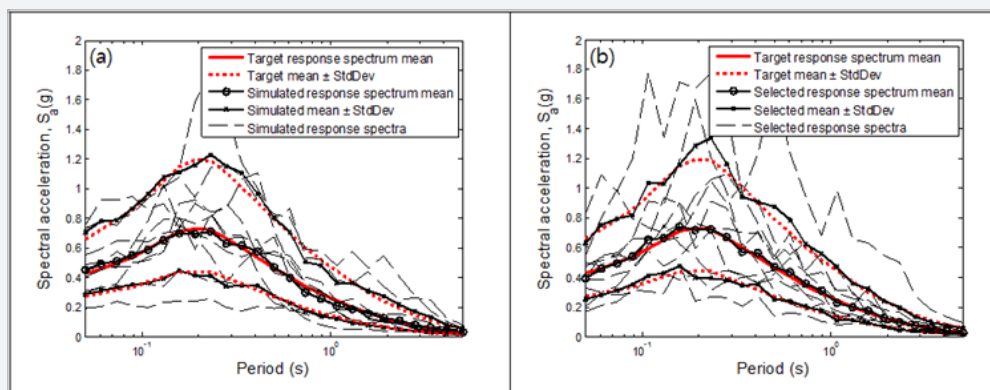 (a)
Target response spectrum mean
Target mean ± StdDev
Simulated response spectrum mean
Simulated mean ± StdDev
Simulated response spectra
Spectral acceleration, Sa(g)
2
1.8
1.6
1.4
1.2
1
0.8
0.6
0.4
0.2
0
10⁻¹
10⁰
Period (s)
(b)
Target response spectrum mean
Target mean ± StdDev
Selected response spectrum mean
Selected mean ± StdDev
Selected response spectra
Spectral acceleration, Sa(g)
2
1.8
1.6
1.4
1.2
1
0.8
0.6
0.4
0.2
0
10⁻¹
10⁰
Period (s)